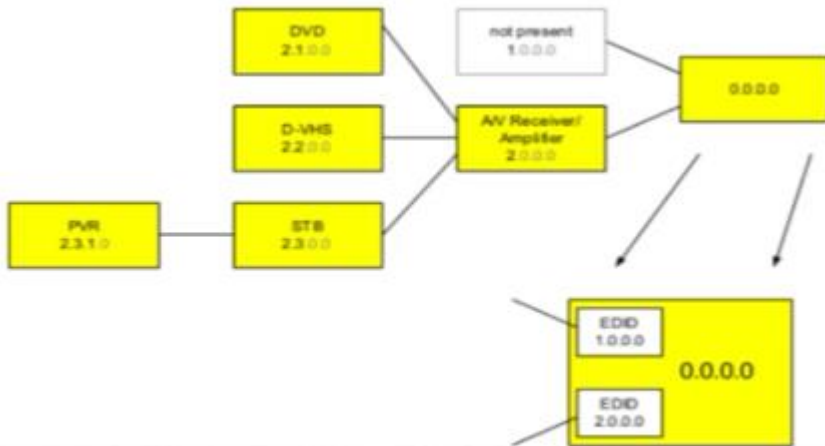 DVD
2.1.0.0
not present
1.0.0.0
0.0.0.0
D-VHS
2.2.0.0
A/V Receiver/
Amplifier
2.0.0.0
PVR
2.3.1.0
STB
2.3.0.0
EDID
1.0.0.0
0.0.0.0
EDID
2.0.0.0